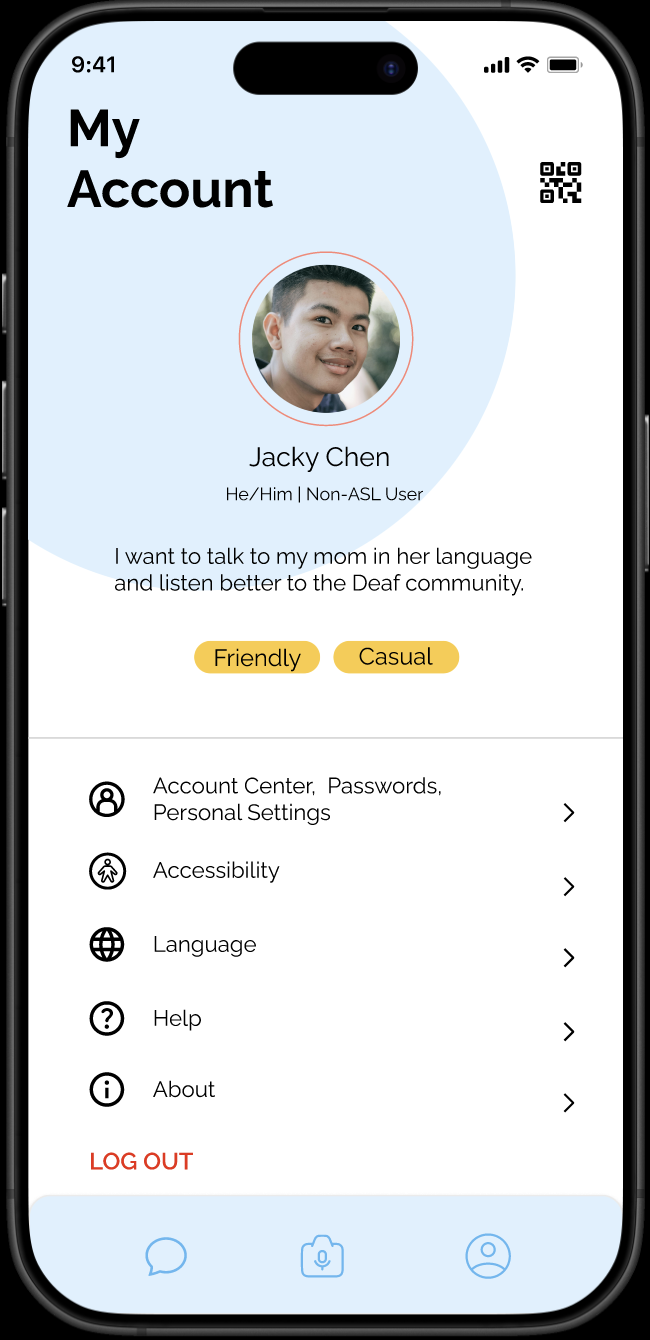 9:41
My
Account
Jacky Chen
He/Him | Non-ASL User
I want to talk to my mom in her language
and listen better to the Deaf community.
Friendly Casual
Account Center,  Passwords,
Personal Settings
Accessibility
Language
Help
About
LOG OUT